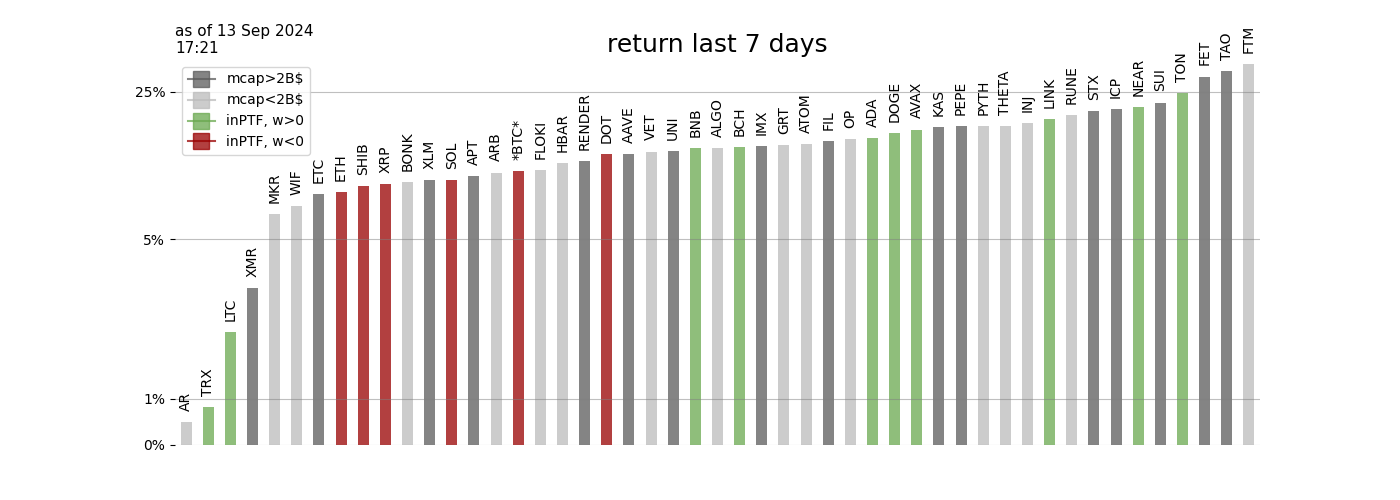 as of 13 Sep 2024
17:21
return last 7 days
mcap>2B$
mcap<2B$
inPTF, w>0
inPTF, w<0
25%
5%
1%
0%
AR
TRX
LTC
XMR
MKR
WIF
ETC
ETH
SHIB
XRP
BONK
XLM
SOL
APT
ARB
*BTC*
FLOKI
HBAR
RENDER
DOT
AAVE
VET
UNI
BNB
ALGO
BCH
IMX
GRT
ATOM
FIL
OP
ADA
DOGE
AVAX
KAS
PEPE
PYTH
THETA
INJ
LINK
RUNE
STX
ICP
NEAR
SUI
TON
FET
TAO
FTM